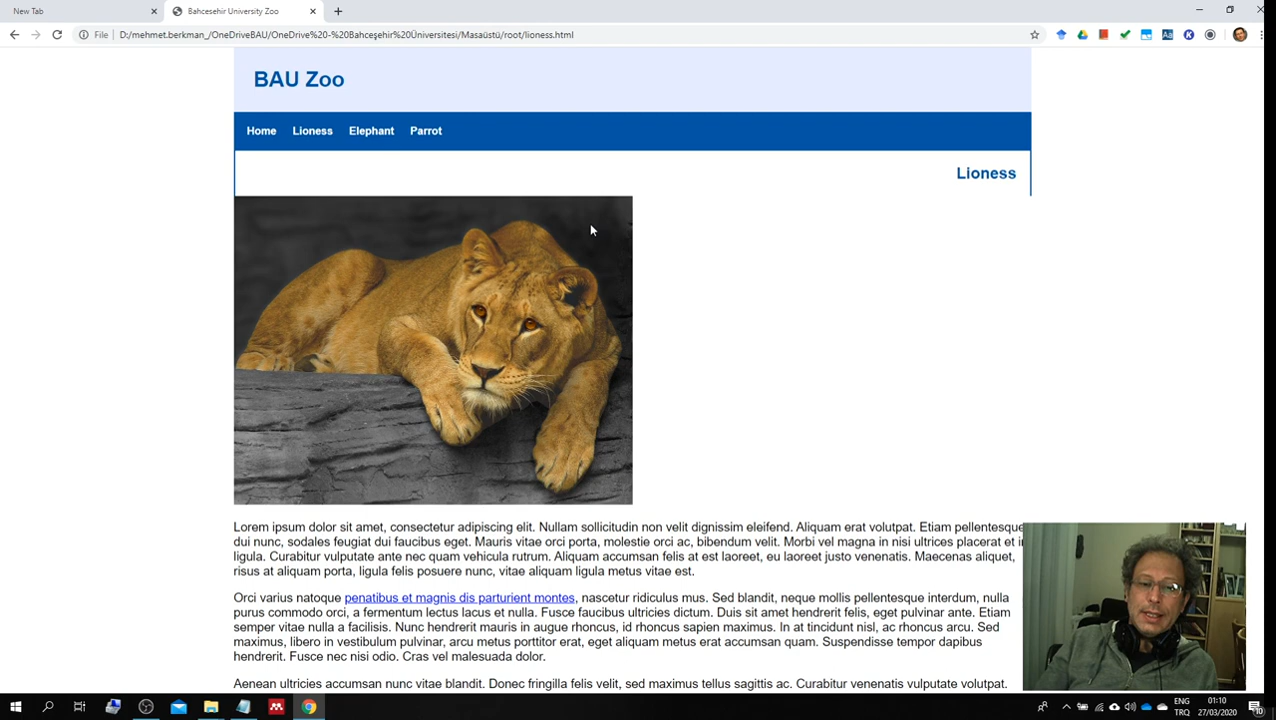 New Tab
Bahcesehir University Zoo
File D:/mehmet.berkman_/OneDriveBAU/OneDrive%20-%20Bahçeşehir%20Üniversitesi/Masaüstü/root/lioness.html
BAU Zoo
Home Lioness Elephant Parrot
Lioness
Lorem ipsum dolor sit amet, consectetur adipiscing elit. Nullam sollicitudin non velit dignissim eleifend. Aliquam erat volutpat. Etiam pellentesque
dui nunc, sodales feugiat dui faucibus eget. Mauris vitae orci porta, molestie orci ac, bibendum velit. Morbi vel magna in nisi ultrices placerat et
ligula. Curabitur vulputate ante nec quam vehicula rutrum. Aliquam accumsan felis at est laoreet, eu laoreet justo venenatis. Maecenas aliquet,
risus at aliquam porta, ligula felis posuere nunc, vitae aliquam ligula metus vitae est.
Orci varius natoque penatibus et magnis dis parturient montes, nascetur ridiculus mus. Sed blandit, neque mollis pellentesque interdum, nulla
purus commodo orci, a fermentum lectus lacus et nulla. Fusce faucibus ultricies dictum. Duis sit amet hendrerit felis, eget pulvinar ante. Etiam
semper vitae nulla a facilisis. Nunc hendrerit mauris in augue rhoncus, id rhoncus sapien maximus. In at tincidunt nisl, ac rhoncus arcu. Sed
maximus, libero in vestibulum pulvinar, arcu metus porttitor erat, eget aliquam metus erat accumsan quam. Suspendisse tempor dapibus
hendrerit. Fusce nec nisi odio. Cras vel malesuada dolor.
Aenean ultricies accumsan nunc vitae blandit. Donec fringilla felis velit, sed maximus tellus sagittis ac. Curabitur venenatis vulputate volutpat.
ENG
TRQ
01:10
27/03/2020